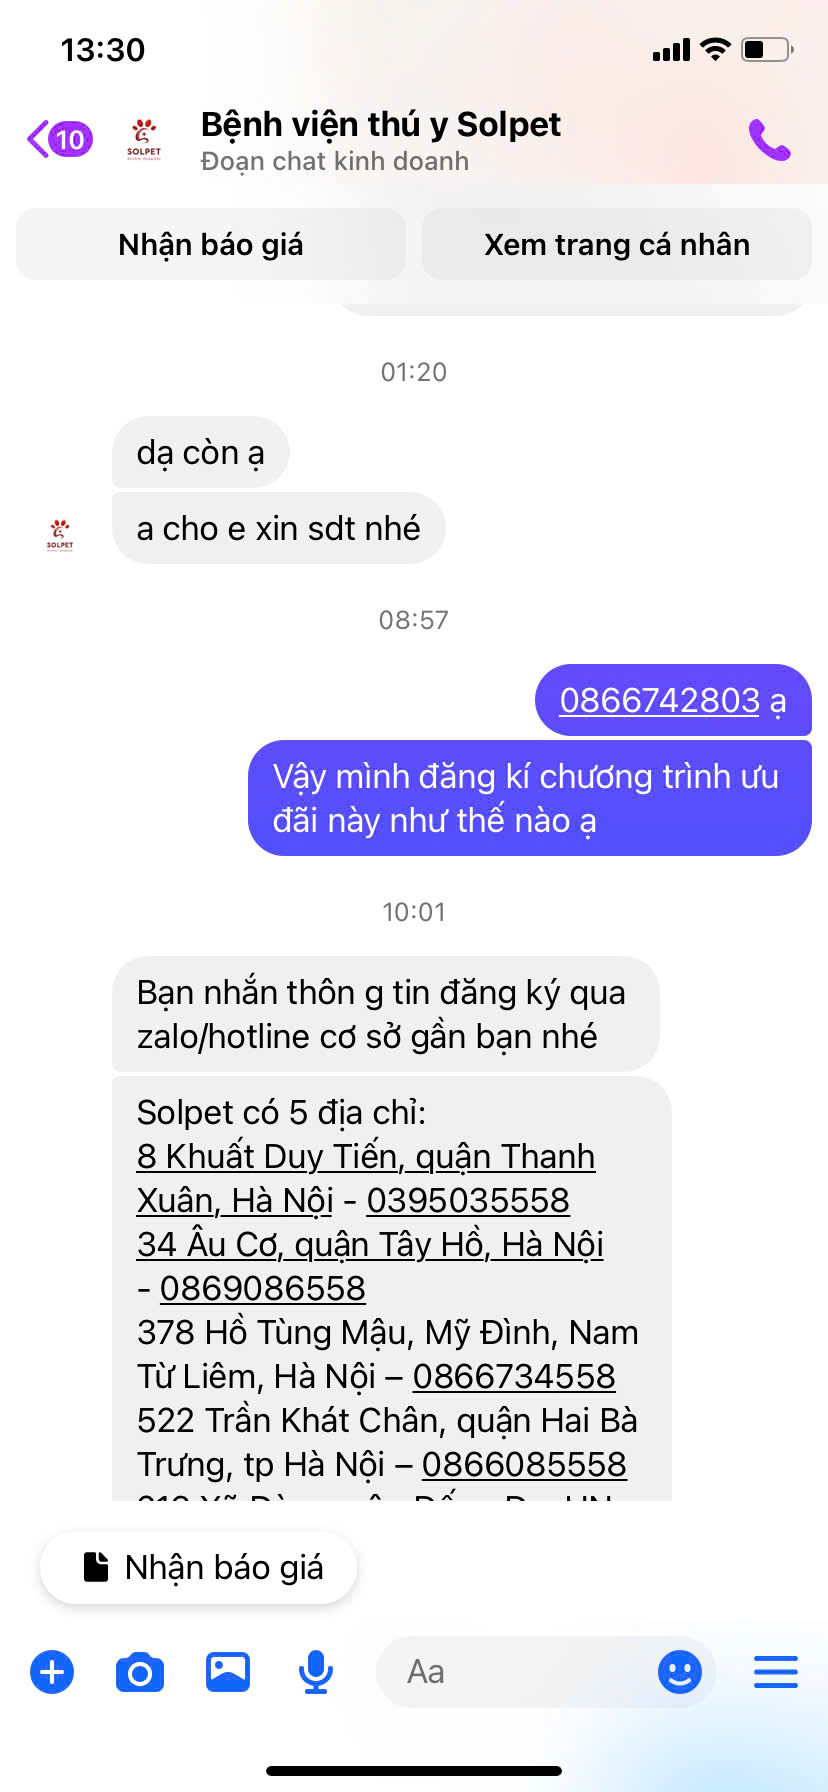 13:30
10
SOLPET
Bệnh viện thú y Solpet
Đoạn chat kinh doanh
Nhận báo giá
Xem trang cá nhân
01:20
dạ còn ạ
a cho e xin sdt nhé
SOLPET
08:57
0866742803 ạ
Vậy mình đăng kí chương trình ưu
đãi này như thế nào ạ
10:01
Bạn nhắn thôn g tin đăng ký qua
zalo/hotline cơ sở gần bạn nhé
Solpet có 5 địa chỉ:
8 Khuất Duy Tiến, quận Thanh
Xuân, Hà Nội - 0395035558
34 Âu Cơ, quận Tây Hồ, Hà Nội
- 0869086558
378 Hồ Tùng Mậu, Mỹ Đình, Nam
Từ Liêm, Hà Nội – 0866734558
522 Trần Khát Chân, quận Hai Bà
Trưng, tp Hà Nội – 0866085558
Nhận báo giá
Aa